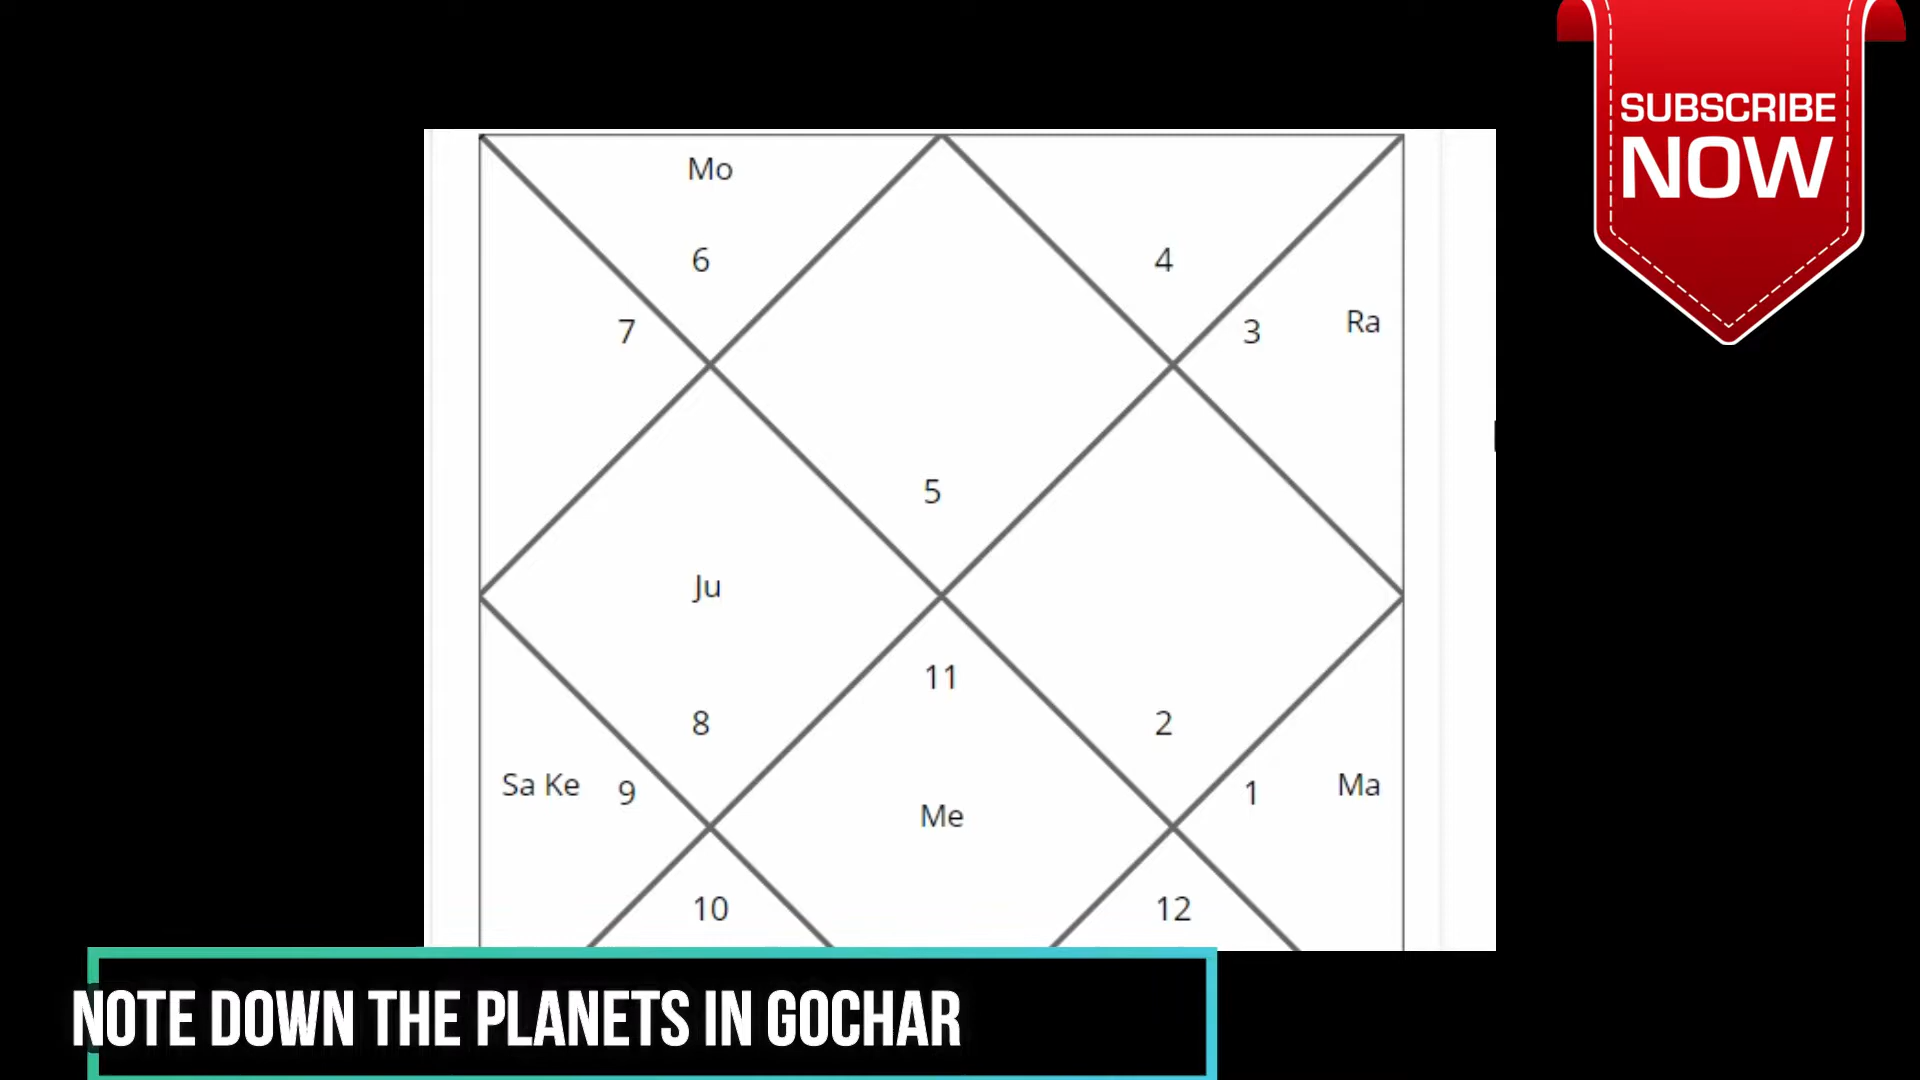 SUBSCRIBE
NOW
Mo
6
4
7
3
Ra
5
Ju
11
8
2
Sa Ke
9
1
Ma
Me
10
12
NOTE DOWN THE PLANETS IN GOCHAR